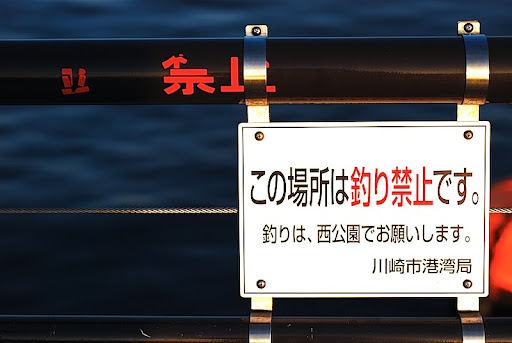 禁止
この場所は釣り禁止です。
釣りは、西公園でお願いします。
川崎市港湾局